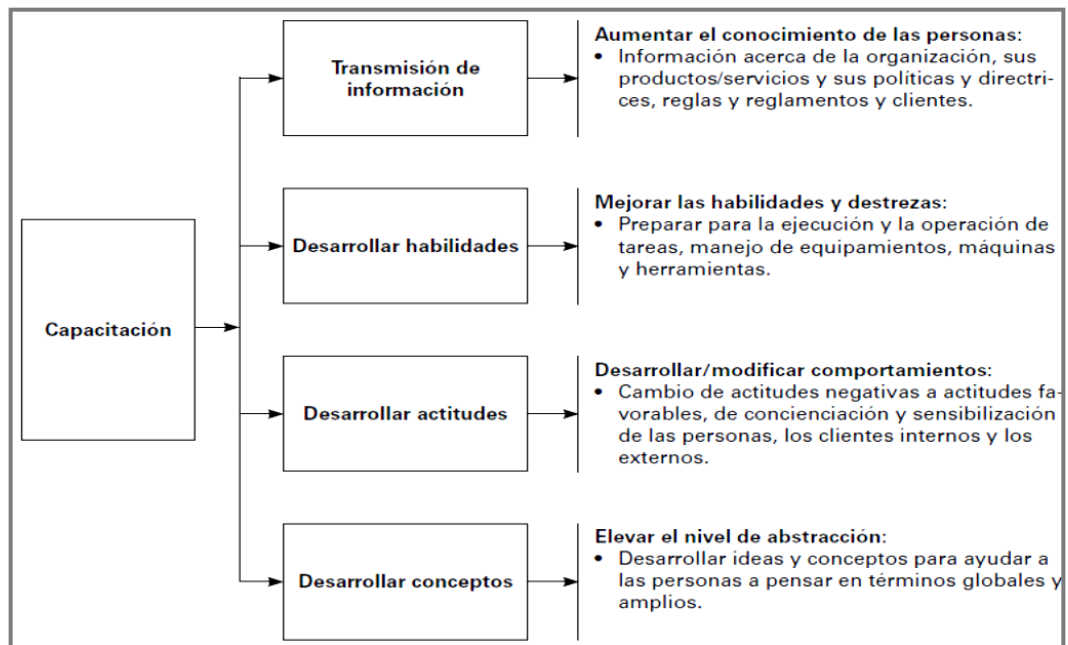 Capacitación
Transmisión de
información
Aumentar el conocimiento de las personas:
• Información acerca de la organización, sus
productos/servicios y sus políticas y directri-
ces, reglas y reglamentos y clientes.
Desarrollar habilidades
Mejorar las habilidades y destrezas:
• Preparar para la ejecución y la operación de
tareas, manejo de equipamientos, máquinas
y herramientas.
Desarrollar actitudes
Desarrollar/modificar comportamientos:
• Cambio de actitudes negativas a actitudes fa-
vorables, de concienciación y sensibilización
de las personas, los clientes internos y los
externos.
Desarrollar conceptos
Elevar el nivel de abstracción:
• Desarrollar ideas y conceptos para ayudar a
las personas a pensar en términos globales y
amplios.